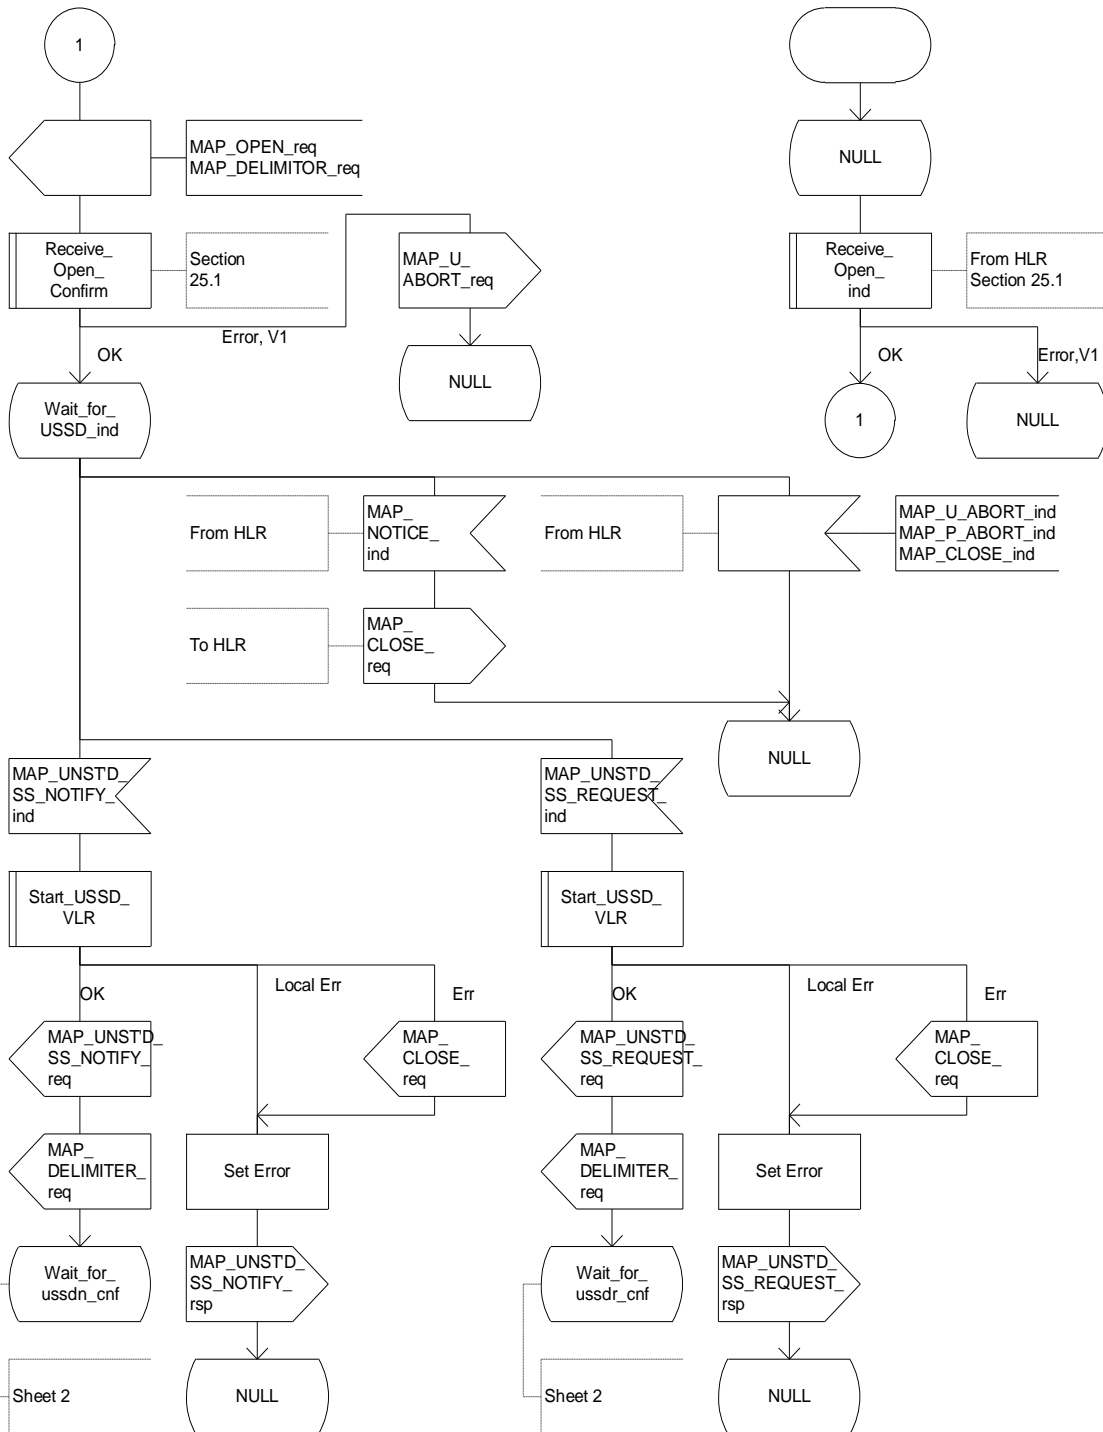 1
MAP_OPEN_req
MAP_DELIMITOR_req
NULL
Receive_
Open_
Confirm
Section
25.1
MAP_U_
ABORT_req
Receive_
Open_
ind
From HLR
Section 25.1
Error, V1
OK
NULL
OK
Error,V1
Wait_for_
USSD_ind
1
NULL
From HLR
MAP_
NOTICE_
ind
From HLR
MAP_U_ABORT_ind
MAP_P_ABORT_ind
MAP_CLOSE_ind
To HLR
MAP_
CLOSE_
req
NULL
MAP_UNST'D_
SS_NOTIFY_
ind
MAP_UNST'D_
SS_REQUEST_
ind
Start_USSD_
VLR
Start_USSD_
VLR
OK
Local Err
Err
OK
Local Err
Err
MAP_UNST'D_
SS_NOTIFY_
req
MAP_
CLOSE_
req
MAP_UNST'D_
SS_REQUEST_
req
MAP_
CLOSE_
req
MAP_
DELIMITER_
req
Set Error
MAP_
DELIMITER_
req
Set Error
Wait_for_
ussdn_cnf
MAP_UNST'D_
SS_NOTIFY_
rsp
Wait_for_
ussdr_cnf
MAP_UNST'D_
SS_REQUEST_
rsp
Sheet 2
NULL
Sheet 2
NULL